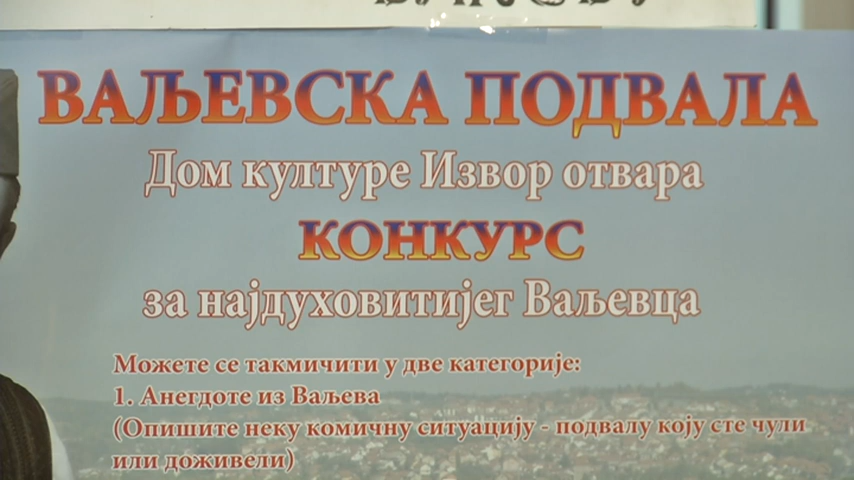 ВАЉЕВСКА ПОДВАЛА
Дом културе Извор отвара
КОНКУРС
за најдуховитијег Ваљевца
Можете се такмичити у две категорије:
1. Анегдоте из Ваљева
(Опишите неку комичну ситуацију - подвалу коју сте чули
или доживели)